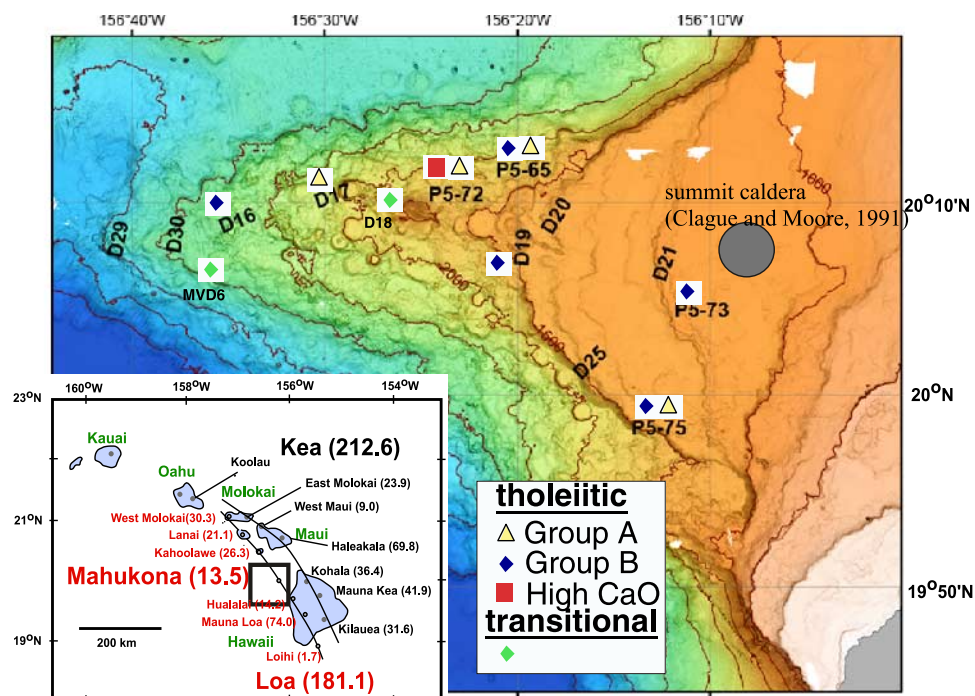 156°40'W
156°30'W
156°20'W
156°10'W
20°10'N
20°N
19°50'N
1600
summit caldera
(Clague and Moore, 1991)
P5-65
P5-72
D17
D16
D30
D29
D18
D20
D19
D21
MVD6
2000
P5-73
1600
D25
P5-75
160°W
158°W
156°W
154°W
23°N
21°N
19°N
Kauai
Kea (212.6)
Oahu
Koolau
Molokai
East Molokai (23.9)
West Maui (9.0)
West Molokai(30.3)
Maui
Lanai (21.1)
Haleakala (69.8)
Kahoolawe (26.3)
Kohala (36.4)
Mahukona (13.5)
Mauna Kea (41.9)
Hualalai (14.2)
Mauna Loa (74.0)
Kilauea (31.6)
200 km
Hawaii
Loihi (1.7)
Loa (181.1)
tholeiitic
Group A
Group B
High CaO
transitional